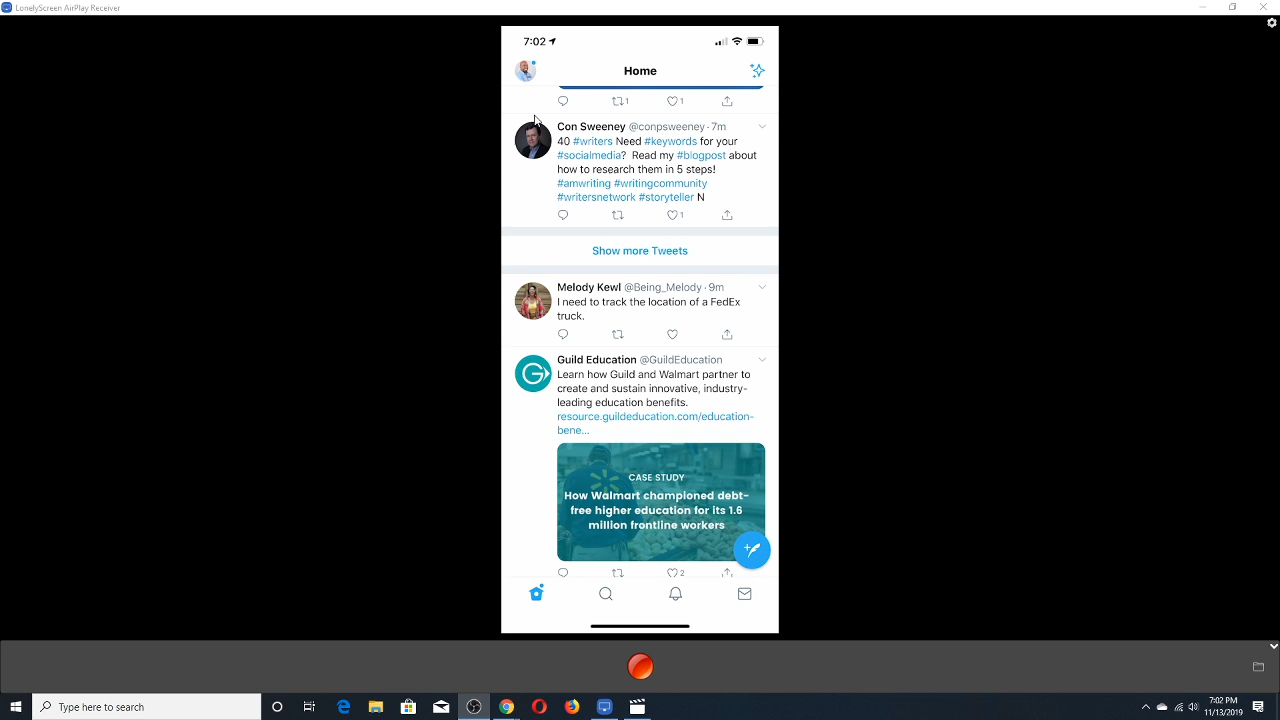 LonelyScreen AirPlay Receiver
7:02
Home
1
1
Con Sweeney @conpsweeney · 7m
40 #writers Need #keywords for your
#socialmedia? Read my #blogpost about
how to research them in 5 steps!
#amwriting #writingcommunity
#writersnetwork #storyteller N
1
Show more Tweets
Melody Kewl @Being_Melody · 9m
I need to track the location of a FedEx
truck.
Guild Education @GuildEducation
Learn how Guild and Walmart partner to
create and sustain innovative, industry-
leading education benefits.
resource.guildeducation.com/education-
bene...
CASE STUDY
How Walmart championed debt-
free higher education for its 1.6
million frontline workers
2
Type here to search
7:02 PM
11/13/2019